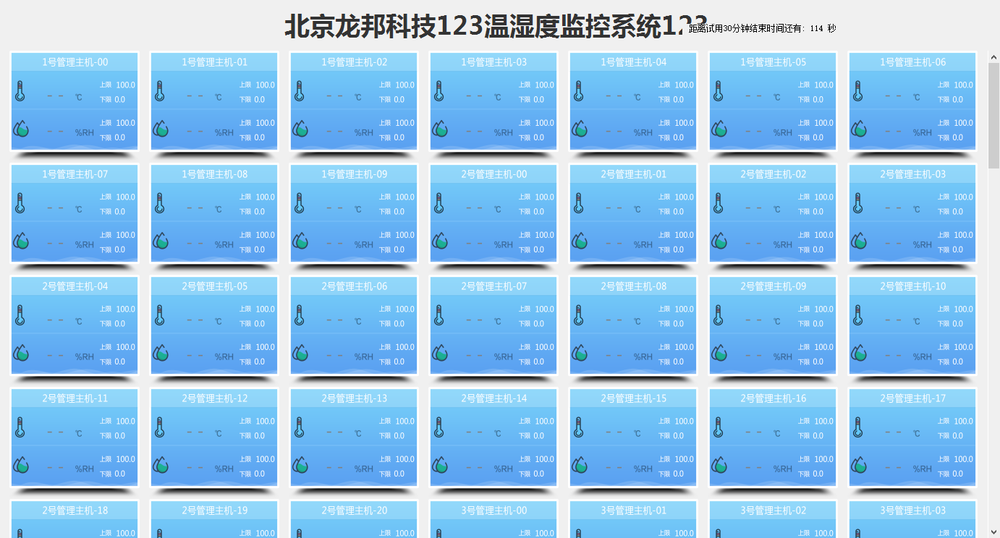 北京龙邦科技123温湿度监控系统123
距离试用30分钟结束时间还有: 114 秒
1号管理主机-00 1号管理主机-01 1号管理主机-02 1号管理主机-03 1号管理主机-04 1号管理主机-05 1号管理主机-06
上限 100.0 上限 100.0 上限 100.0 上限 100.0 上限 100.0 上限 100.0 上限 100.0
-- ℃ -- ℃ -- ℃ -- ℃ -- ℃ -- ℃ -- ℃
下限 0.0 下限 0.0 下限 0.0 下限 0.0 下限 0.0 下限 0.0 下限 0.0
上限 100.0 上限 100.0 上限 100.0 上限 100.0 上限 100.0 上限 100.0 上限 100.0
-- %RH -- %RH -- %RH -- %RH -- %RH -- %RH -- %RH
下限 0.0 下限 0.0 下限 0.0 下限 0.0 下限 0.0 下限 0.0 下限 0.0
1号管理主机-07 1号管理主机-08 1号管理主机-09 2号管理主机-00 2号管理主机-01 2号管理主机-02 2号管理主机-03
上限 100.0 上限 100.0 上限 100.0 上限 100.0 上限 100.0 上限 100.0 上限 100.0
-- ℃ -- ℃ -- ℃ -- ℃ -- ℃ -- ℃ -- ℃
下限 0.0 下限 0.0 下限 0.0 下限 0.0 下限 0.0 下限 0.0 下限 0.0
上限 100.0 上限 100.0 上限 100.0 上限 100.0 上限 100.0 上限 100.0 上限 100.0
-- %RH -- %RH -- %RH -- %RH -- %RH -- %RH -- %RH
下限 0.0 下限 0.0 下限 0.0 下限 0.0 下限 0.0 下限 0.0 下限 0.0
2号管理主机-04 2号管理主机-05 2号管理主机-06 2号管理主机-07 2号管理主机-08 2号管理主机-09 2号管理主机-10
上限 100.0 上限 100.0 上限 100.0 上限 100.0 上限 100.0 上限 100.0 上限 100.0
-- ℃ -- ℃ -- ℃ -- ℃ -- ℃ -- ℃ -- ℃
下限 0.0 下限 0.0 下限 0.0 下限 0.0 下限 0.0 下限 0.0 下限 0.0
上限 100.0 上限 100.0 上限 100.0 上限 100.0 上限 100.0 上限 100.0 上限 100.0
-- %RH -- %RH -- %RH -- %RH -- %RH -- %RH -- %RH
下限 0.0 下限 0.0 下限 0.0 下限 0.0 下限 0.0 下限 0.0 下限 0.0
2号管理主机-11 2号管理主机-12 2号管理主机-13 2号管理主机-14 2号管理主机-15 2号管理主机-16 2号管理主机-17
上限 100.0 上限 100.0 上限 100.0 上限 100.0 上限 100.0 上限 100.0 上限 100.0
-- ℃ -- ℃ -- ℃ -- ℃ -- ℃ -- ℃ -- ℃
下限 0.0 下限 0.0 下限 0.0 下限 0.0 下限 0.0 下限 0.0 下限 0.0
上限 100.0 上限 100.0 上限 100.0 上限 100.0 上限 100.0 上限 100.0 上限 100.0
-- %RH -- %RH -- %RH -- %RH -- %RH -- %RH -- %RH
下限 0.0 下限 0.0 下限 0.0 下限 0.0 下限 0.0 下限 0.0 下限 0.0
2号管理主机-18 2号管理主机-19 2号管理主机-20 3号管理主机-00 3号管理主机-01 3号管理主机-02 3号管理主机-03
上限 100.0 上限 100.0 上限 100.0 上限 100.0 上限 100.0 上限 100.0 上限 100.0